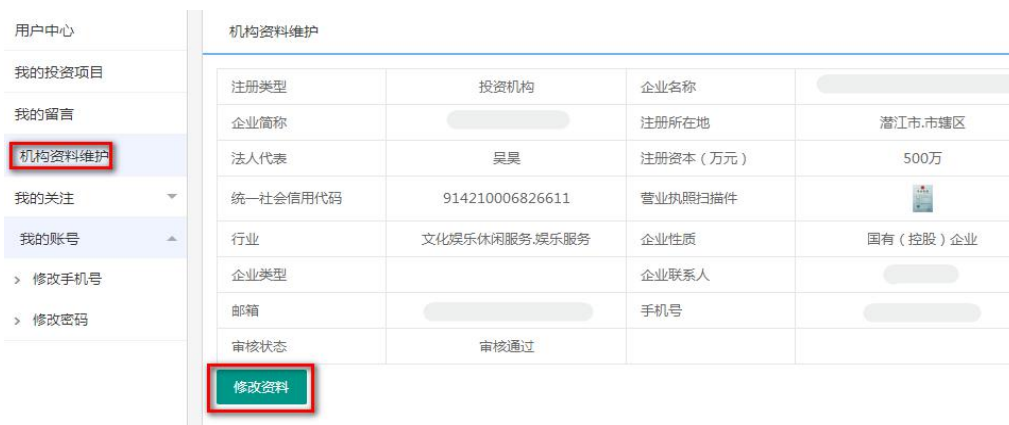 用户中心
我的投资项目
我的留言
机构资料维护
我的关注
我的账号
> 修改手机号
> 修改密码
机构资料维护
注册类型 投资机构 企业名称
企业简称 注册所在地 潜江市.市辖区
法人代表 吴昊 注册资本（万元） 500万
统一社会信用代码 914210006826611 营业执照扫描件
行业 文化娱乐休闲服务.娱乐服务 企业性质 国有（控股）企业
企业类型 企业联系人
邮箱 手机号
审核状态 审核通过
修改资料